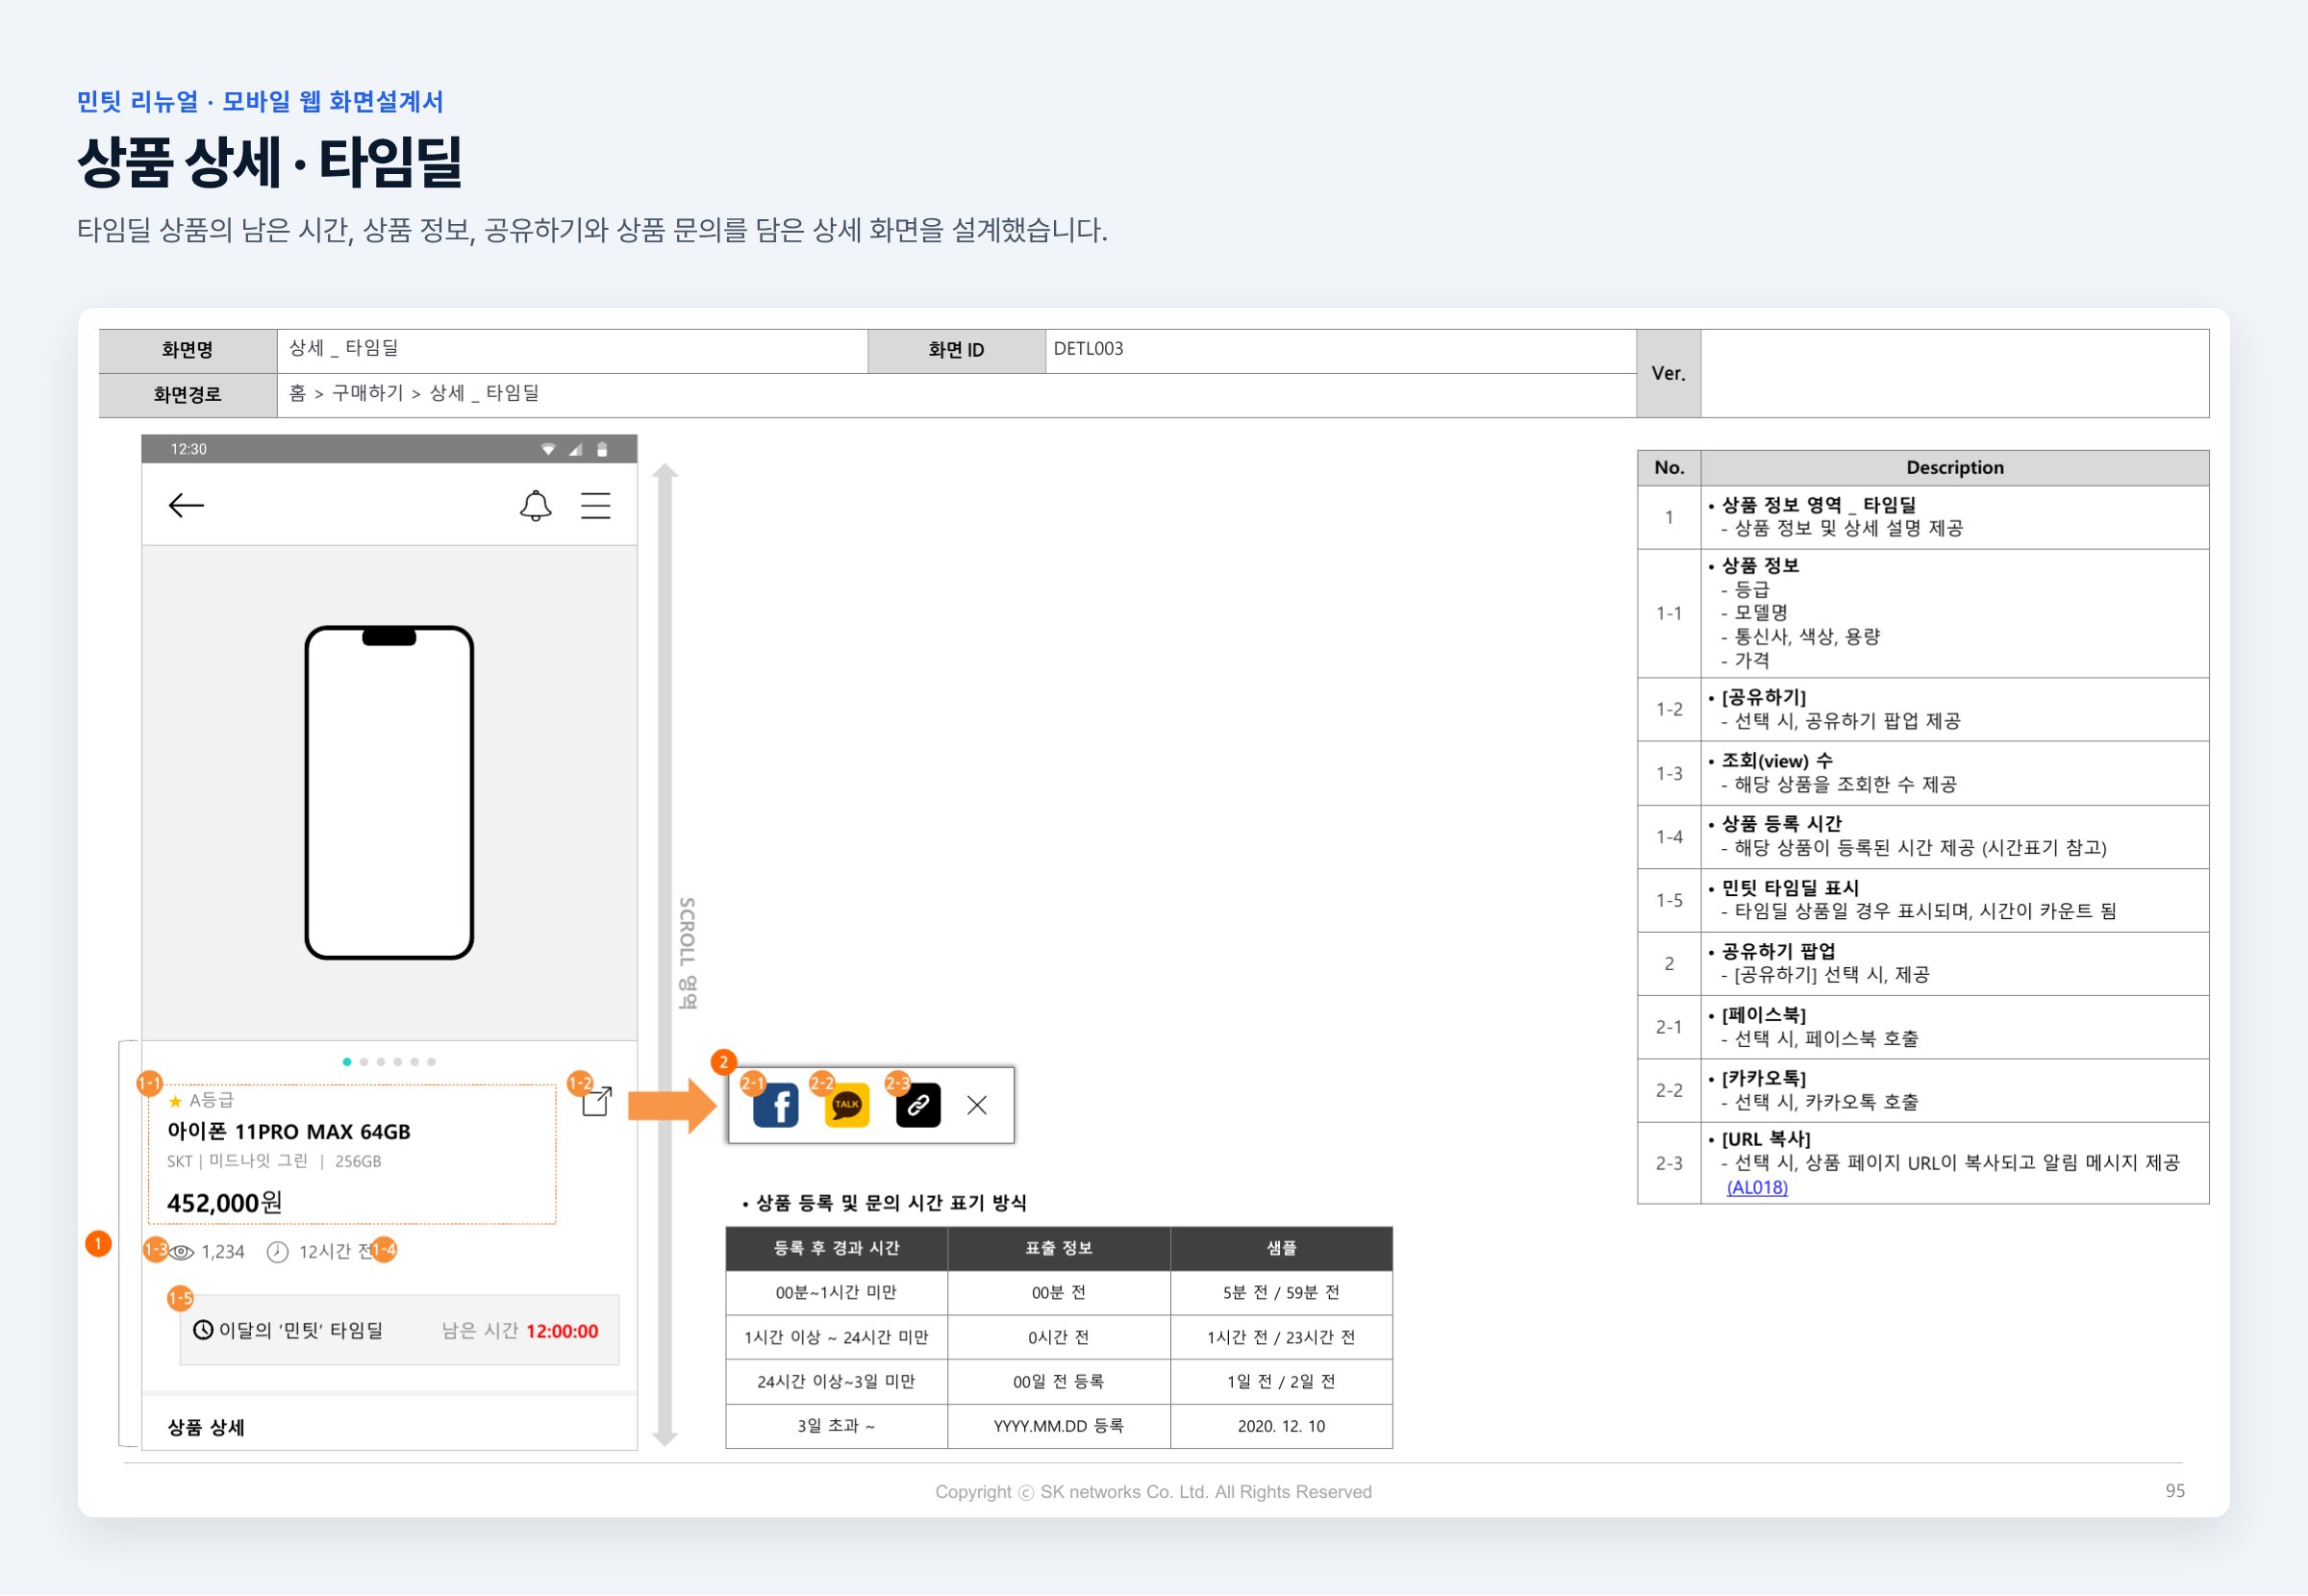 민팃 리뉴얼 · 모바일 웹 화면설계서
상품 상세 · 타임딜
타임딜 상품의 남은 시간, 상품 정보, 공유하기와 상품 문의를 담은 상세 화면을 설계했습니다.
화면명 상세 _ 타임딜 화면 ID DETL003 Ver.
화면경로 홈 > 구매하기 > 상세 _ 타임딜
12:30
SCROLL 영역
1
1-1
★ A등급
아이폰 11PRO MAX 64GB
SKT | 미드나잇 그린 | 256GB
452,000원
1-2
1-3 1,234 12시간 전 1-4
1-5
이달의 ‘민팃’ 타임딜 남은 시간 12:00:00
상품 상세
2
2-1 2-2 2-3
f TALK
• 상품 등록 및 문의 시간 표기 방식
등록 후 경과 시간 표출 정보 샘플
00분~1시간 미만 00분 전 5분 전 / 59분 전
1시간 이상 ~ 24시간 미만 0시간 전 1시간 전 / 23시간 전
24시간 이상~3일 미만 00일 전 등록 1일 전 / 2일 전
3일 초과 ~ YYYY.MM.DD 등록 2020. 12. 10
No. Description
1 • 상품 정보 영역 _ 타임딜
- 상품 정보 및 상세 설명 제공
1-1 • 상품 정보
- 등급
- 모델명
- 통신사, 색상, 용량
- 가격
1-2 • [공유하기]
- 선택 시, 공유하기 팝업 제공
1-3 • 조회(view) 수
- 해당 상품을 조회한 수 제공
1-4 • 상품 등록 시간
- 해당 상품이 등록된 시간 제공 (시간표기 참고)
1-5 • 민팃 타임딜 표시
- 타임딜 상품일 경우 표시되며, 시간이 카운트 됨
2 • 공유하기 팝업
- [공유하기] 선택 시, 제공
2-1 • [페이스북]
- 선택 시, 페이스북 호출
2-2 • [카카오톡]
- 선택 시, 카카오톡 호출
2-3 • [URL 복사]
- 선택 시, 상품 페이지 URL이 복사되고 알림 메시지 제공
(AL018)
Copyright ⓒ SK networks Co. Ltd. All Rights Reserved
95